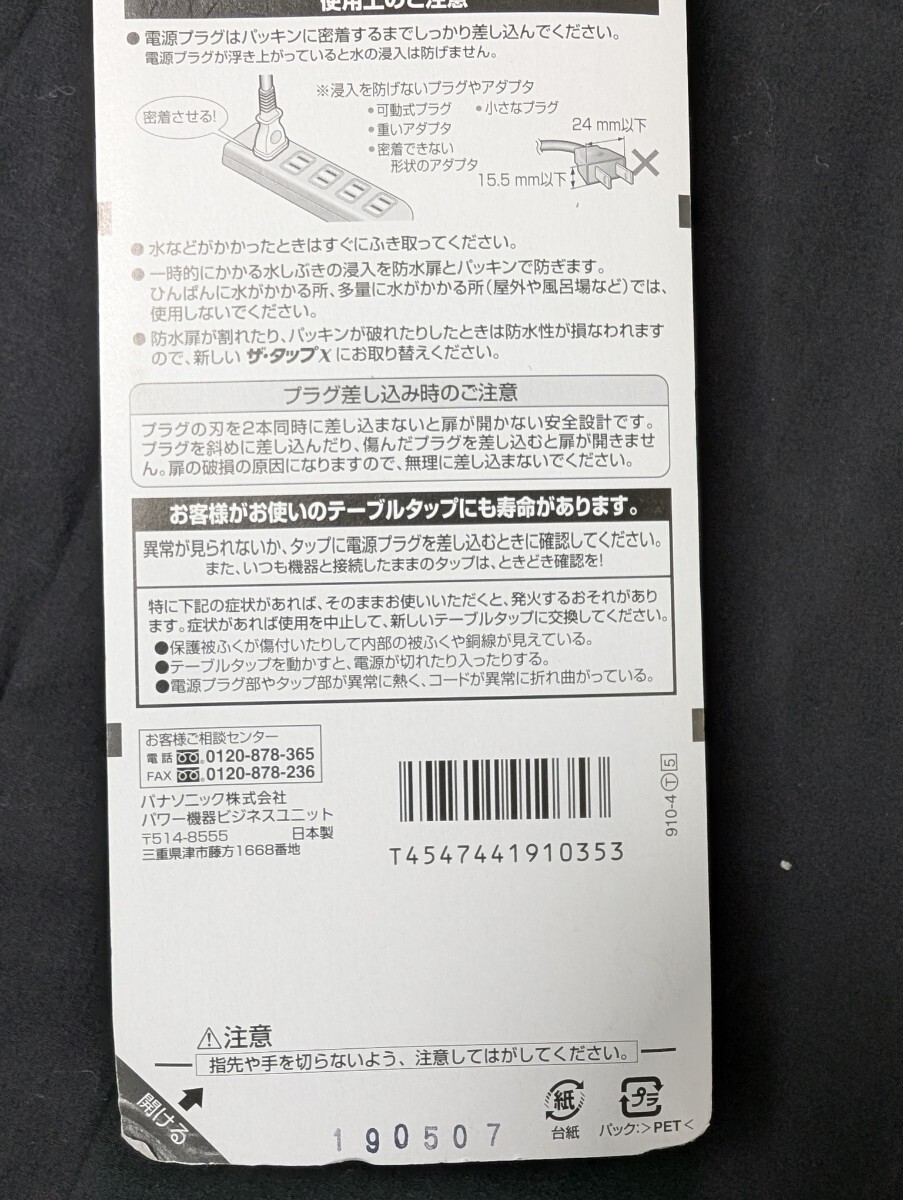 使用上のご注意
●電源プラグはパッキンに密着するまでしっかり差し込んでください。
電源プラグが浮き上がっていると水の浸入は防げません。
密着させる!
※浸入を防げないプラグやアダプタ
●可動式プラグ ●小さなプラグ
●重いアダプタ
●密着できない
形状のアダプタ
24 mm以下
15.5 mm以下
●水などがかかったときはすぐにふき取ってください。
●一時的にかかる水しぶきの浸入を防水扉とパッキンで防ぎます。
ひんぱんに水がかかる所、多量に水がかかる所(屋外や風呂場など)では、
使用しないでください。
●防水扉が割れたり、パッキンが破れたりしたときは防水性が損なわれます
ので、新しい ザ・タップX にお取り替えください。
プラグ差し込み時のご注意
プラグの刃を2本同時に差し込まないと扉が開かない安全設計です。
プラグを斜めに差し込んだり、傷んだプラグを差し込むと扉が開きませ
ん。扉の破損の原因になりますので、無理に差し込まないでください。
お客様がお使いのテーブルタップにも寿命があります。
異常が見られないか、タップに電源プラグを差し込むときに確認してください。
また、いつも機器と接続したままのタップは、ときどき確認を!
特に下記の症状があれば、そのままお使いいただくと、発火するおそれがあり
ます。症状があれば使用を中止して、新しいテーブルタップに交換してください。
●保護被ふくが傷付いたりして内部の被ふくや銅線が見えている。
●テーブルタップを動かすと、電源が切れたり入ったりする。
●電源プラグ部やタップ部が異常に熱く、コードが異常に折れ曲がっている。
お客様ご相談センター
電話 0120-878-365
FAX 0120-878-236
パナソニック株式会社
パワー機器ビジネスユニット
〒514-8555 日本製
三重県津市藤方1668番地
T4547441910353
910-4 Ⓣ 5
⚠注意
指先や手を切らないよう、注意してはがしてください。
開ける
190507
紙
台紙
プラ
パック:>PET<